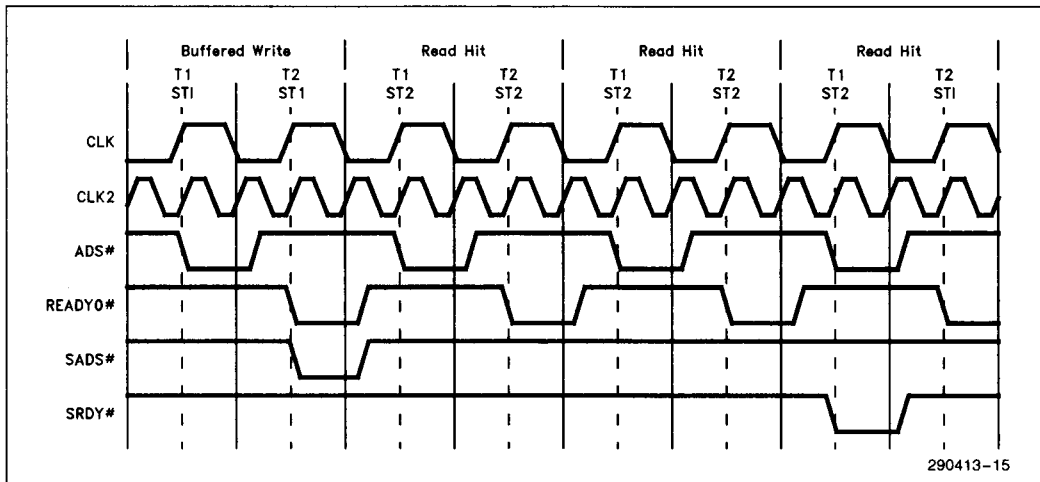 Buffered Write Read Hit Read Hit Read Hit
T1 T2 T1 T2 T1 T2 T1 T2
STI ST1 ST2 ST2 ST2 ST2 ST2 STI
CLK
CLK2
ADS#
READYO#
SADS#
SRDY#
290413-15